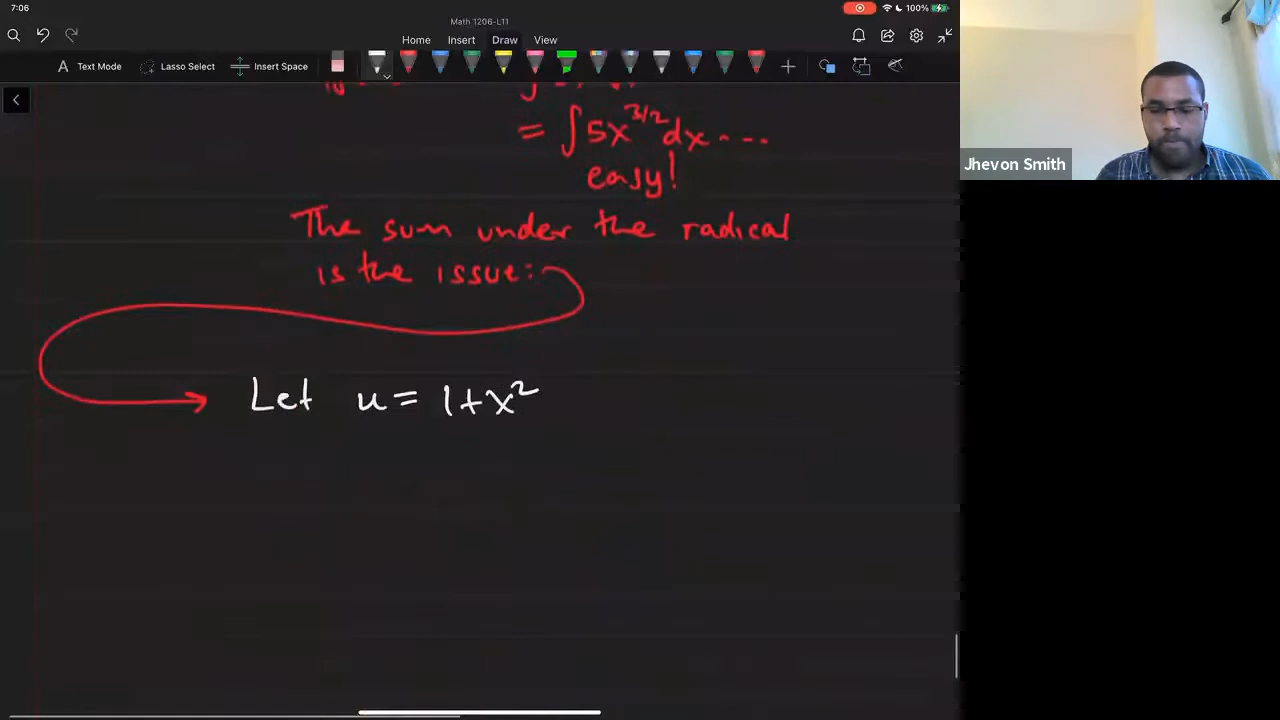 7:06
100%
Math 1206-L11
Home Insert Draw View
Text Mode Lasso Select Insert Space
= ∫5x^{3/2}dx ....
easy!
The sum under the radical
is the issue:
Let u = 1+x²
Jhevon Smith